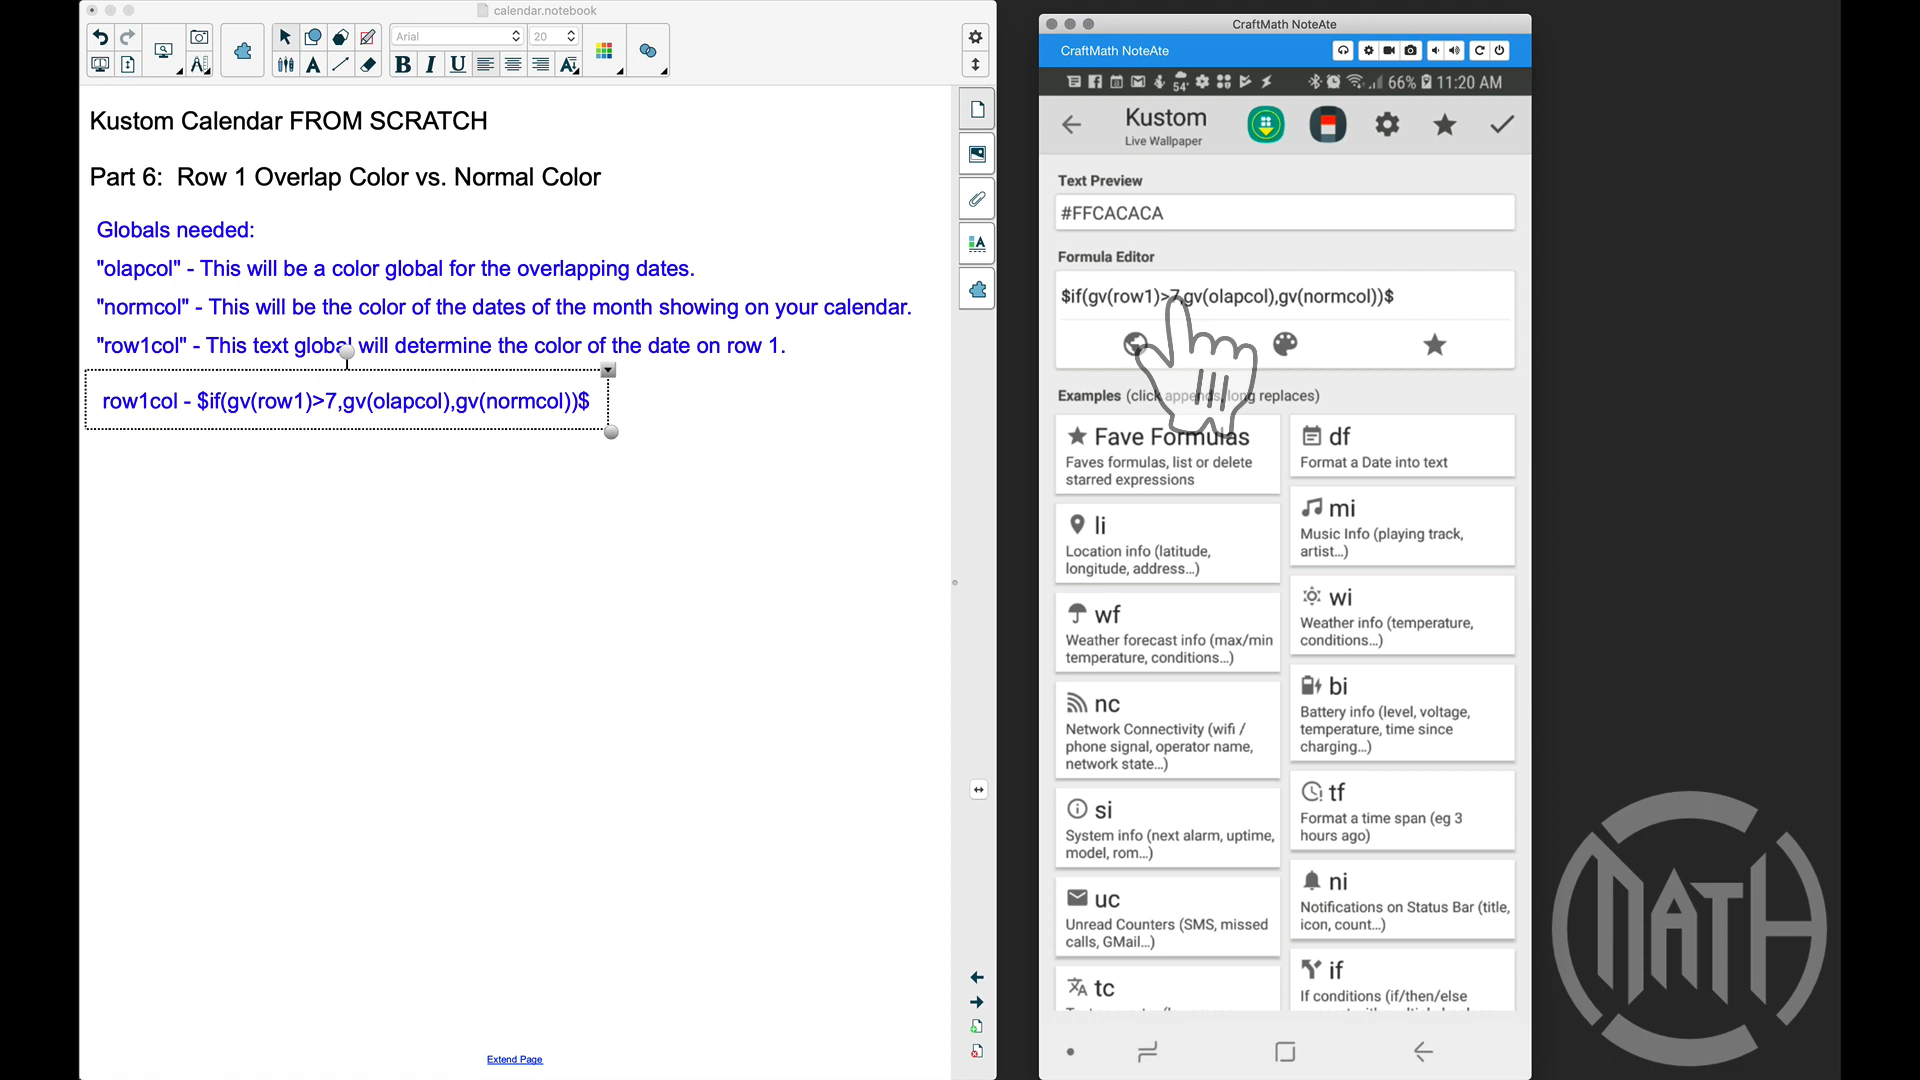 calendar.notebook
Arial
20
B I U
Kustom Calendar FROM SCRATCH
Part 6: Row 1 Overlap Color vs. Normal Color
Globals needed:
"olapcol" - This will be a color global for the overlapping dates.
"normcol" - This will be the color of the dates of the month showing on your calendar.
"row1col" - This text global will determine the color of the date on row 1.
row1col - $if(gv(row1)>7,gv(olapcol),gv(normcol))$
Extend Page
CraftMath NoteAte
CraftMath NoteAte
54° 66% 11:20 AM
Kustom
Live Wallpaper
Text Preview
#FFCACACA
Formula Editor
$if(gv(row1)>7,gv(olapcol),gv(normcol))$
Examples (click appends, long replaces)
Fave Formulas
Faves formulas, list or delete
starred expressions
df
Format a Date into text
li
Location info (latitude,
longitude, address...)
mi
Music Info (playing track,
artist...)
wf
Weather forecast info (max/min
temperature, conditions...)
wi
Weather info (temperature,
conditions...)
nc
Network Connectivity (wifi /
phone signal, operator name,
network state...)
bi
Battery info (level, voltage,
temperature, time since
charging...)
si
System info (next alarm, uptime,
model, rom...)
tf
Format a time span (eg 3
hours ago)
uc
Unread Counters (SMS, missed
calls, GMail...)
ni
Notifications on Status Bar (title,
icon, count...)
tc
if
If conditions (if/then/else
MATH